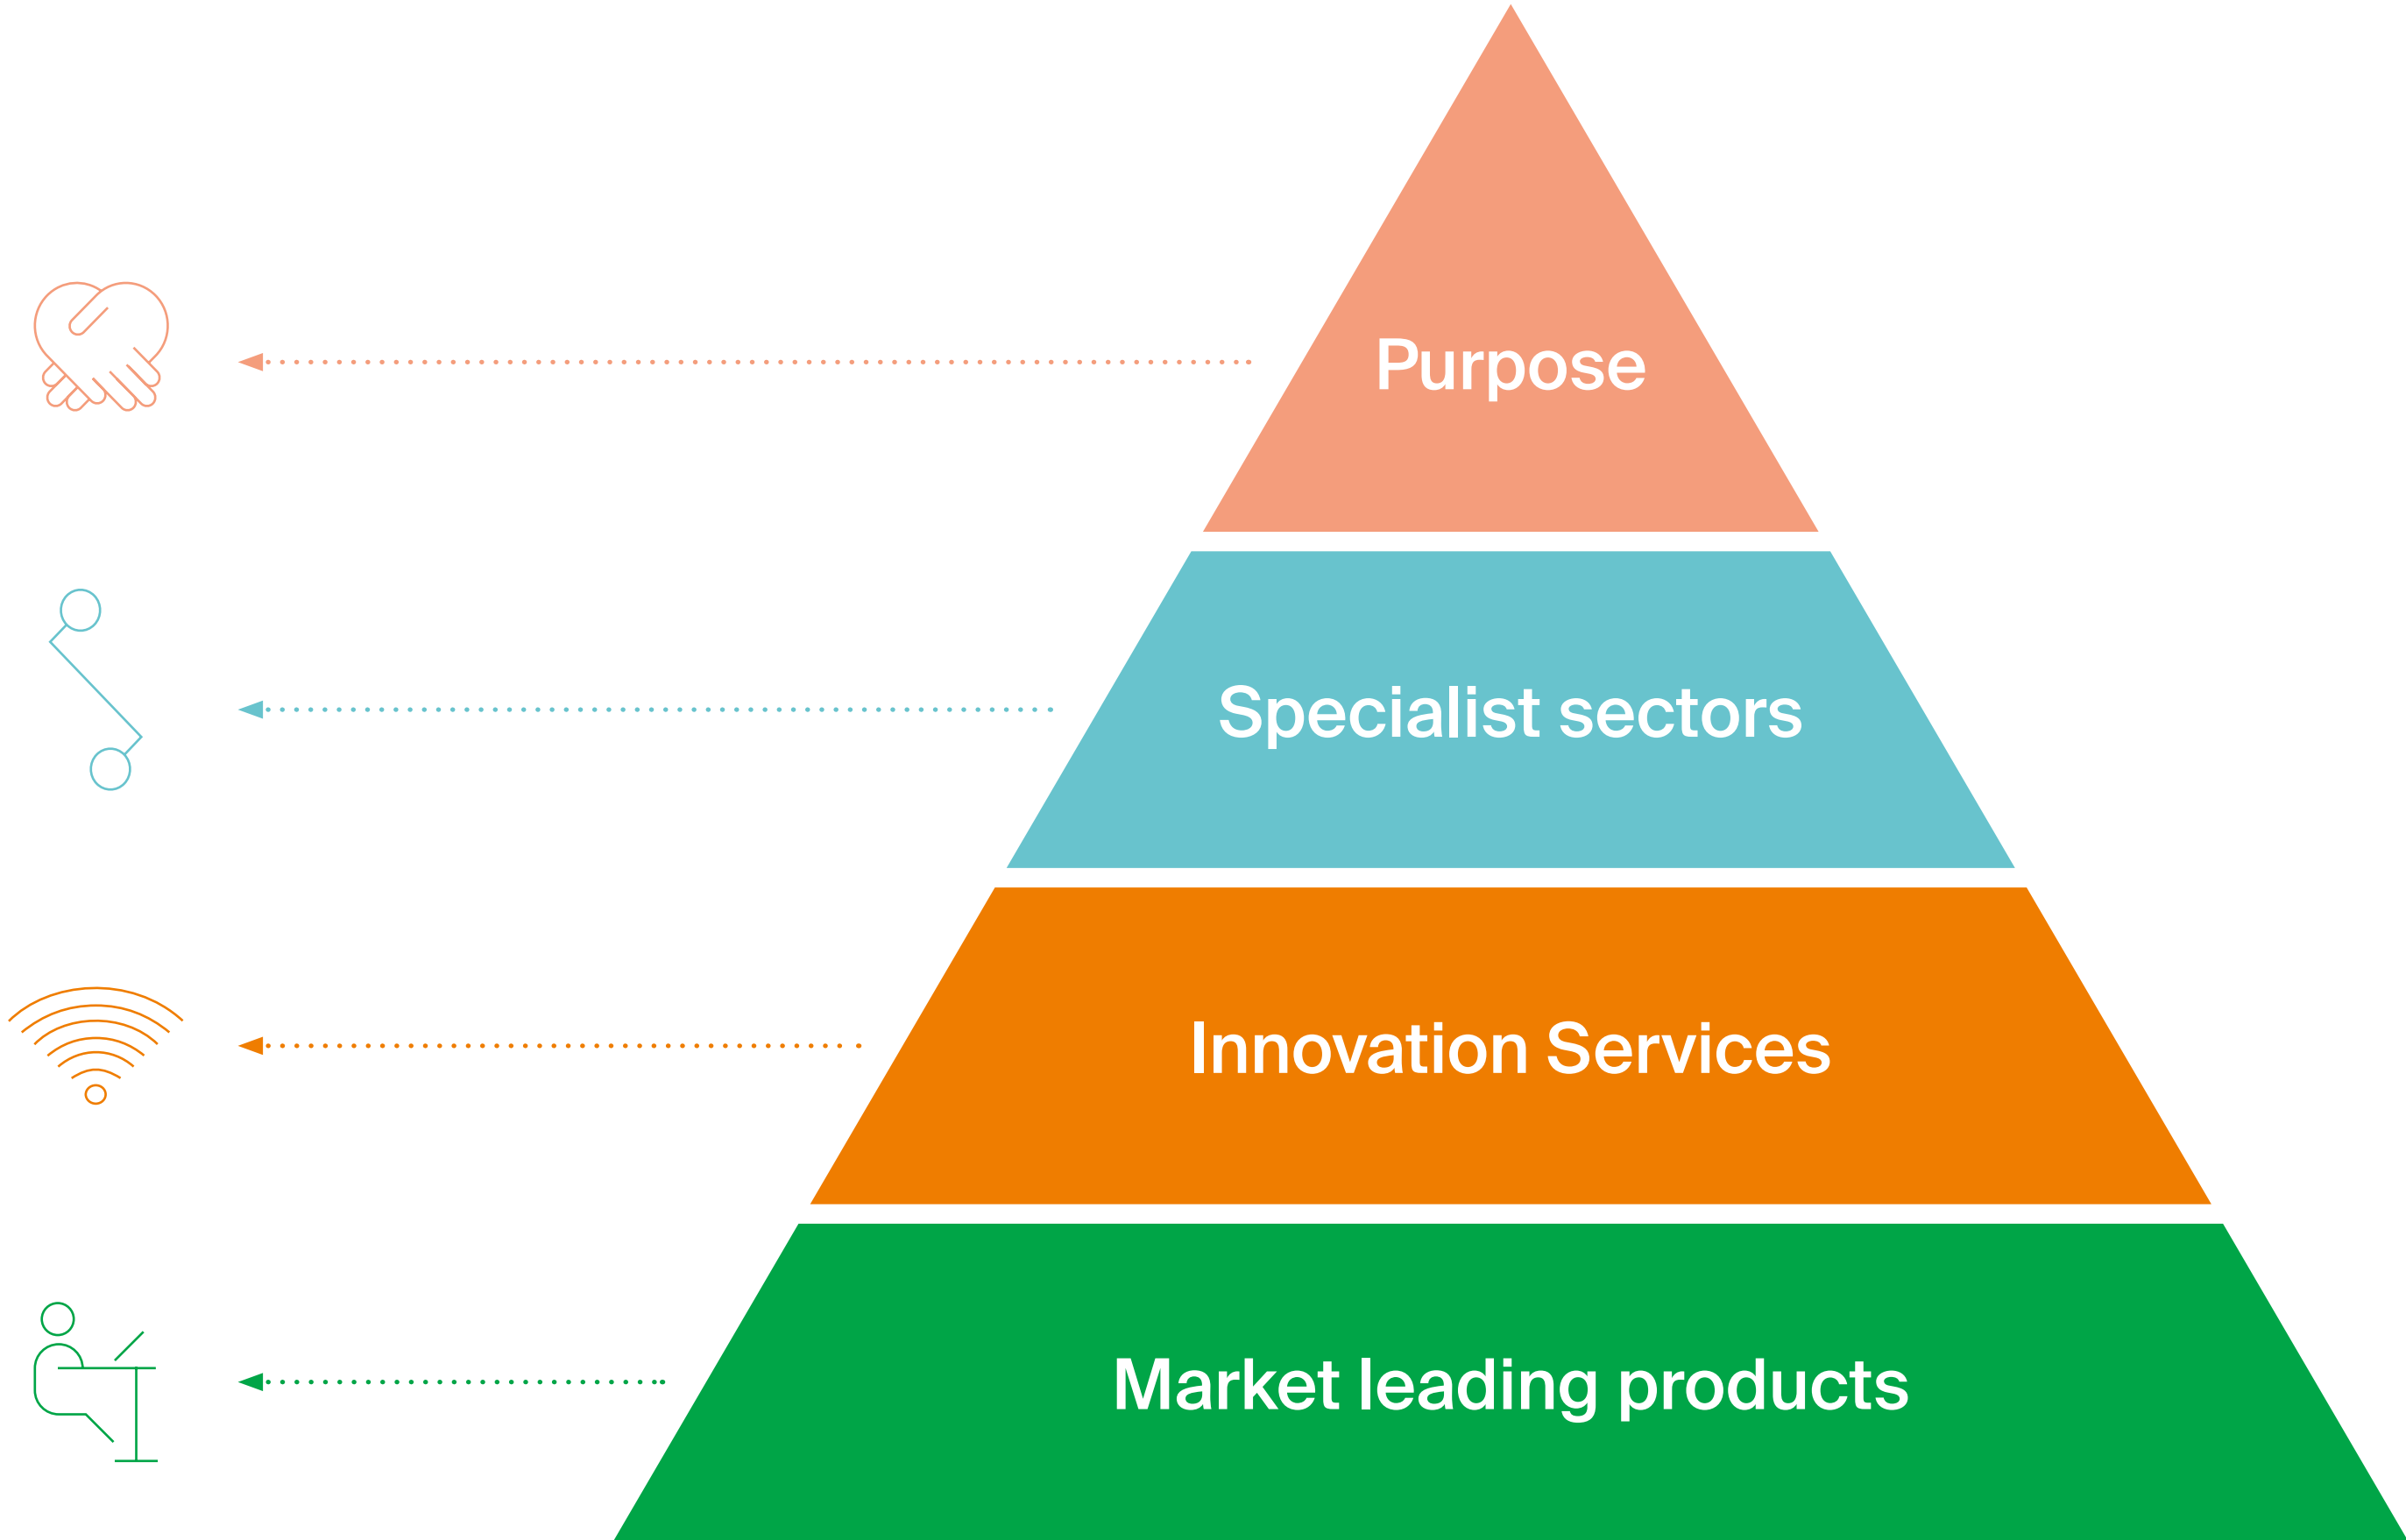 Purpose
Specialist sectors
Innovation Services
Market leading products